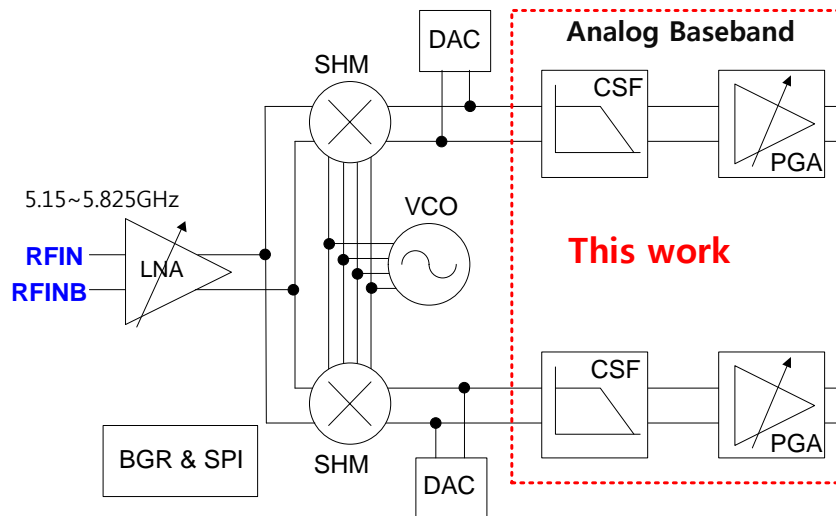 DAC
Analog Baseband
SHM
CSF
PGA
5.15~5.825GHz
VCO
RFIN
LNA
RFINB
This work
CSF
PGA
BGR & SPI
SHM
DAC